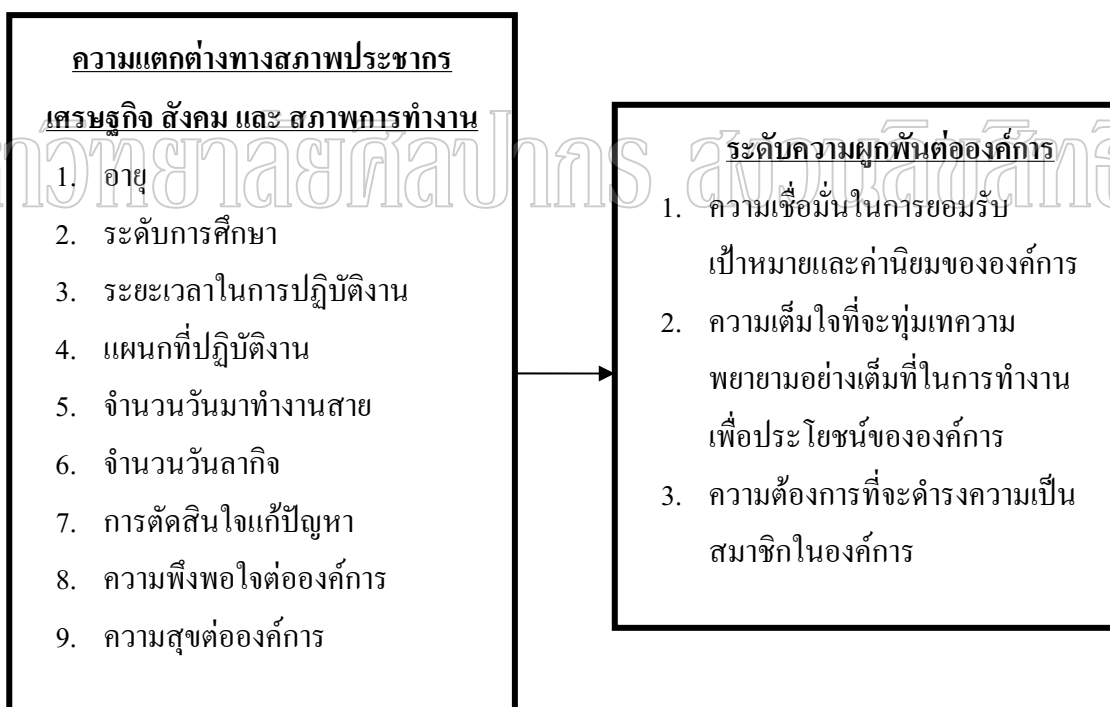 ความแตกต่างทางสภาพประชากร
เศรษฐกิจ สังคม และ สภาพการทำงาน
1. อายุ
2. ระดับการศึกษา
3. ระยะเวลาในการปฏิบัติงาน
4. แผนกที่ปฏิบัติงาน
5. จำนวนวันมาทำงานสาย
6. จำนวนวันลากิจ
7. การตัดสินใจแก้ปัญหา
8. ความพึงพอใจต่อองค์การ
9. ความสุขต่อองค์การ
ระดับความผูกพันต่อองค์การ
1. ความเชื่อมั่นในการยอมรับ
เป้าหมายและค่านิยมขององค์การ
2. ความเต็มใจที่จะทุ่มเทความ
พยายามอย่างเต็มที่ในการทำงาน
เพื่อประโยชน์ขององค์การ
3. ความต้องการที่จะดำรงความเป็น
สมาชิกในองค์การ